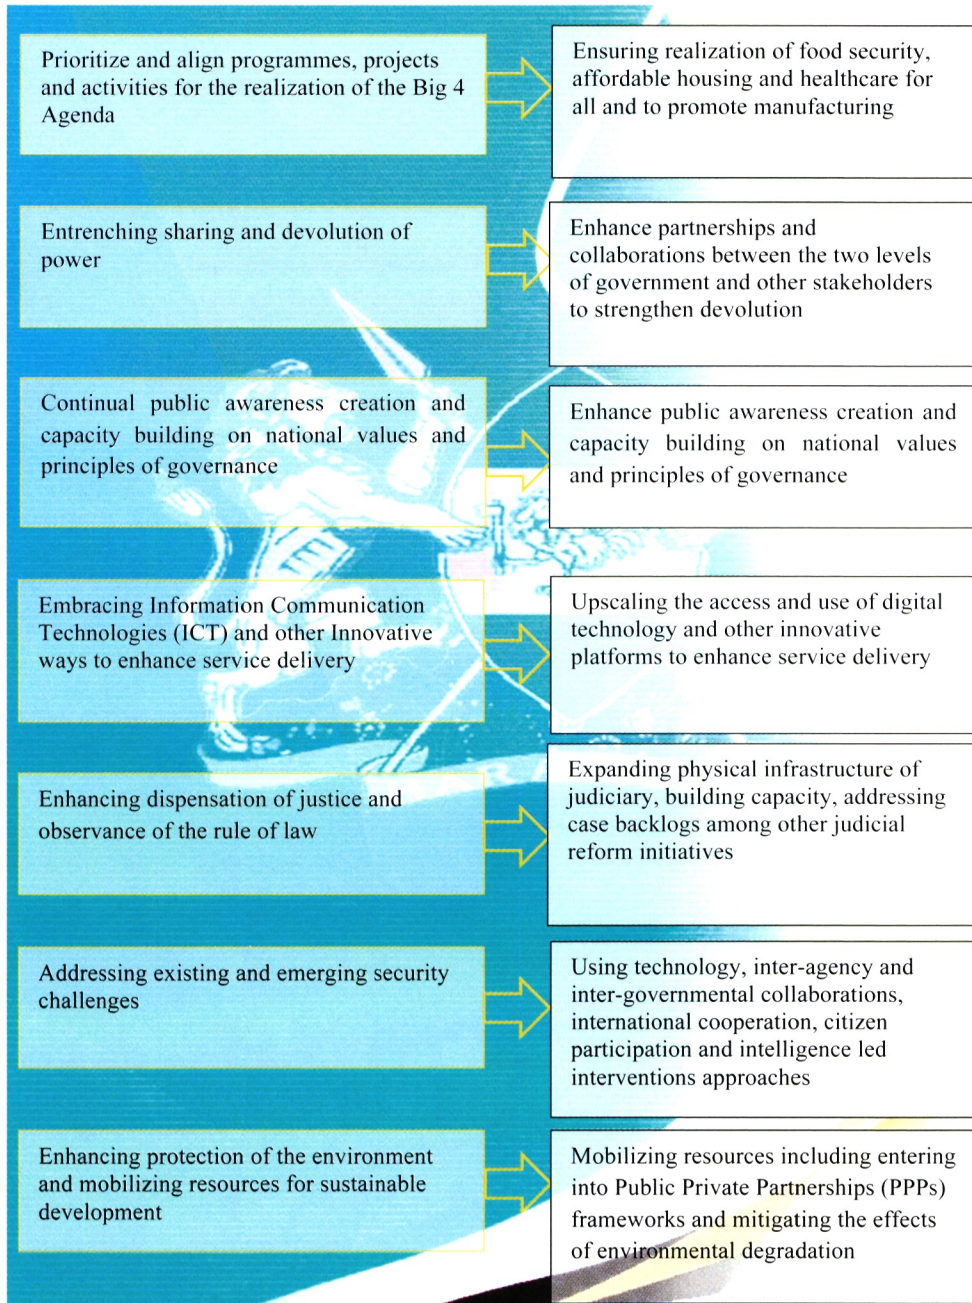 Prioritize and align programmes, projects
and activities for the realization of the Big 4
Agenda
Ensuring realization of food security,
affordable housing and healthcare for
all and to promote manufacturing
Entrenching sharing and devolution of
power
Enhance partnerships and
collaborations between the two levels
of government and other stakeholders
to strengthen devolution
Continual public awareness creation and
capacity building on national values and
principles of governance
Enhance public awareness creation and
capacity building on national values
and principles of governance
Embracing Information Communication
Technologies (ICT) and other Innovative
ways to enhance service delivery
Upscaling the access and use of digital
technology and other innovative
platforms to enhance service delivery
Enhancing dispensation of justice and
observance of the rule of law
Expanding physical infrastructure of
judiciary, building capacity, addressing
case backlogs among other judicial
reform initiatives
Addressing existing and emerging security
challenges
Using technology, inter-agency and
inter-governmental collaborations,
international cooperation, citizen
participation and intelligence led
interventions approaches
Enhancing protection of the environment
and mobilizing resources for sustainable
development
Mobilizing resources including entering
into Public Private Partnerships (PPPs)
frameworks and mitigating the effects
of environmental degradation